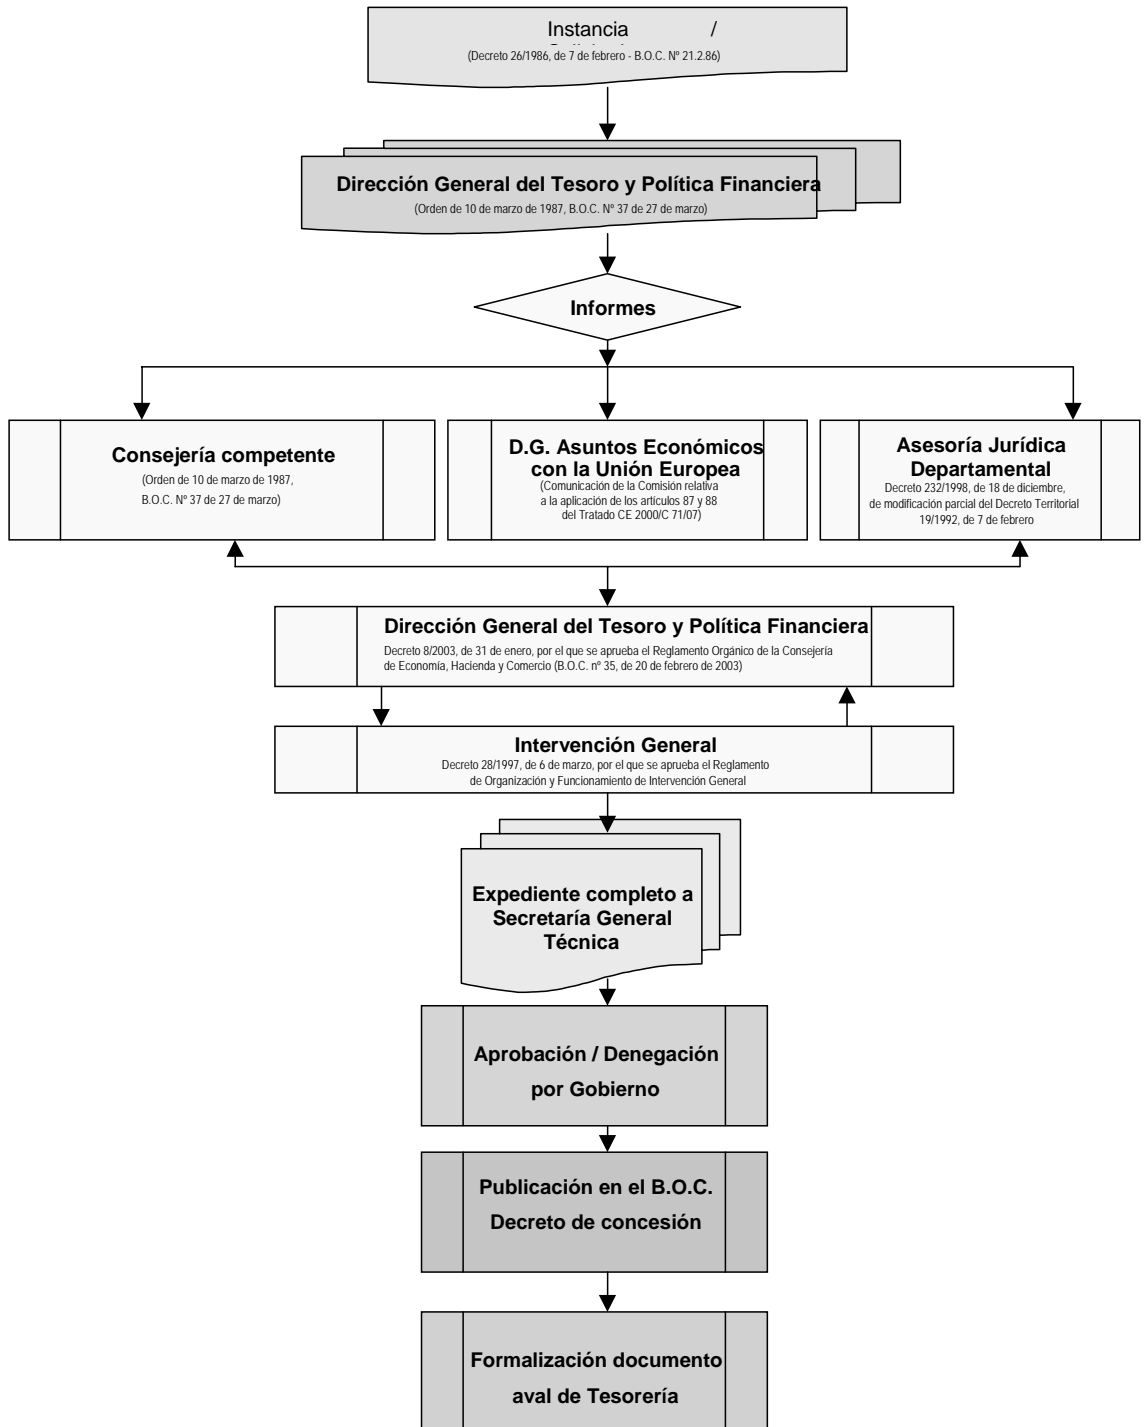 Instancia /
(Decreto 26/1986, de 7 de febrero - B.O.C. Nº 21.2.86)
Dirección General del Tesoro y Política Financiera
(Orden de 10 de marzo de 1987, B.O.C. Nº 37 de 27 de marzo)
Informes
Consejería competente
(Orden de 10 de marzo de 1987,
B.O.C. Nº 37 de 27 de marzo)
D.G. Asuntos Económicos
con la Unión Europea
(Comunicación de la Comisión relativa
a la aplicación de los artículos 87 y 88
del Tratado CE 2000/C 71/07)
Asesoría Jurídica
Departamental
Decreto 232/1998, de 18 de diciembre,
de modificación parcial del Decreto Territorial
19/1992, de 7 de febrero
Dirección General del Tesoro y Política Financiera
Decreto 8/2003, de 31 de enero, por el que se aprueba el Reglamento Orgánico de la Consejería
de Economía, Hacienda y Comercio (B.O.C. nº 35, de 20 de febrero de 2003)
Intervención General
Decreto 28/1997, de 6 de marzo, por el que se aprueba el Reglamento
de Organización y Funcionamiento de Intervención General
Expediente completo a
Secretaría General
Técnica
Aprobación / Denegación
por Gobierno
Publicación en el B.O.C.
Decreto de concesión
Formalización documento
aval de Tesorería